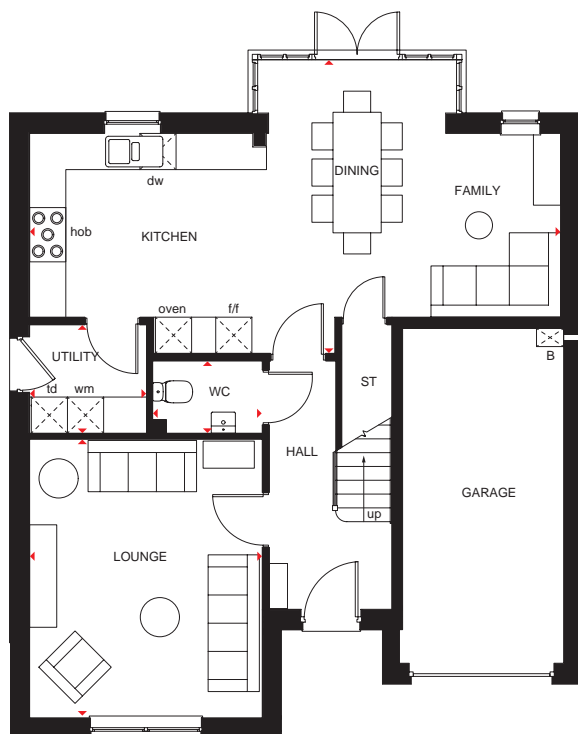 DINING
dw
FAMILY
hob
KITCHEN
oven
f/f
UTILITY
B
td
wm
WC
ST
HALL
GARAGE
up
LOUNGE